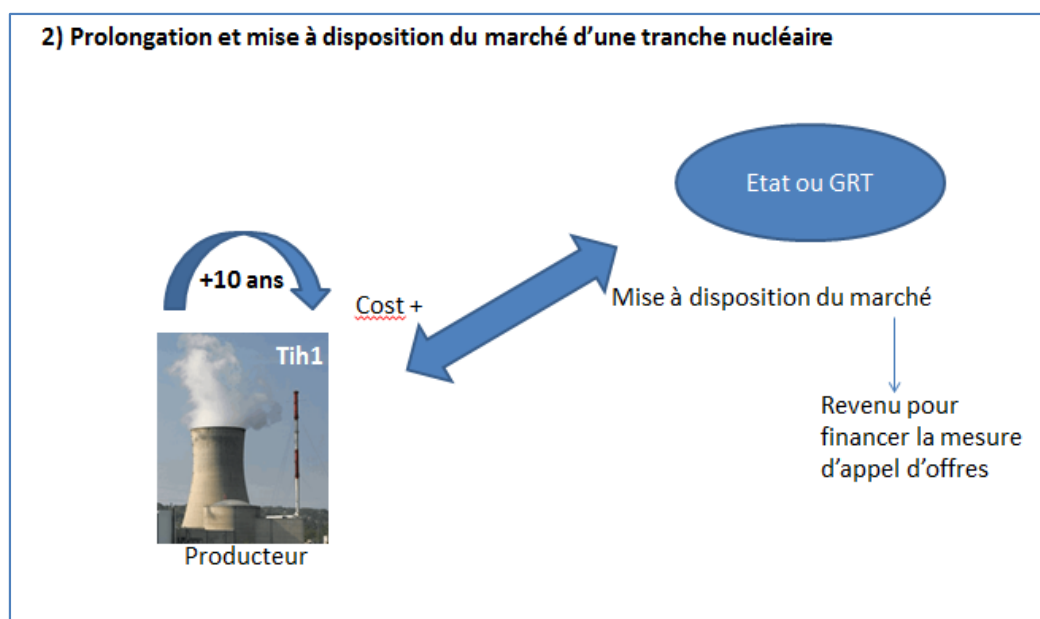 2) Prolongation et mise à disposition du marché d'une tranche nucléaire
Etat ou GRT
+10 ans
Cost +
Mise à disposition du marché
Tih1
Revenu pour
financer la mesure
d'appel d'offres
Producteur